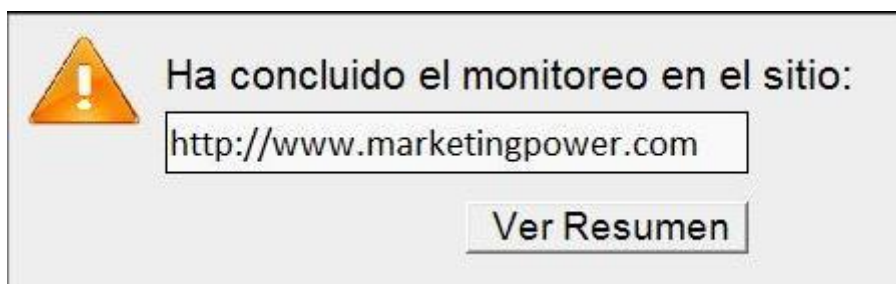 Ha concluido el monitoreo en el sitio:
http://www.marketingpower.com
Ver Resumen